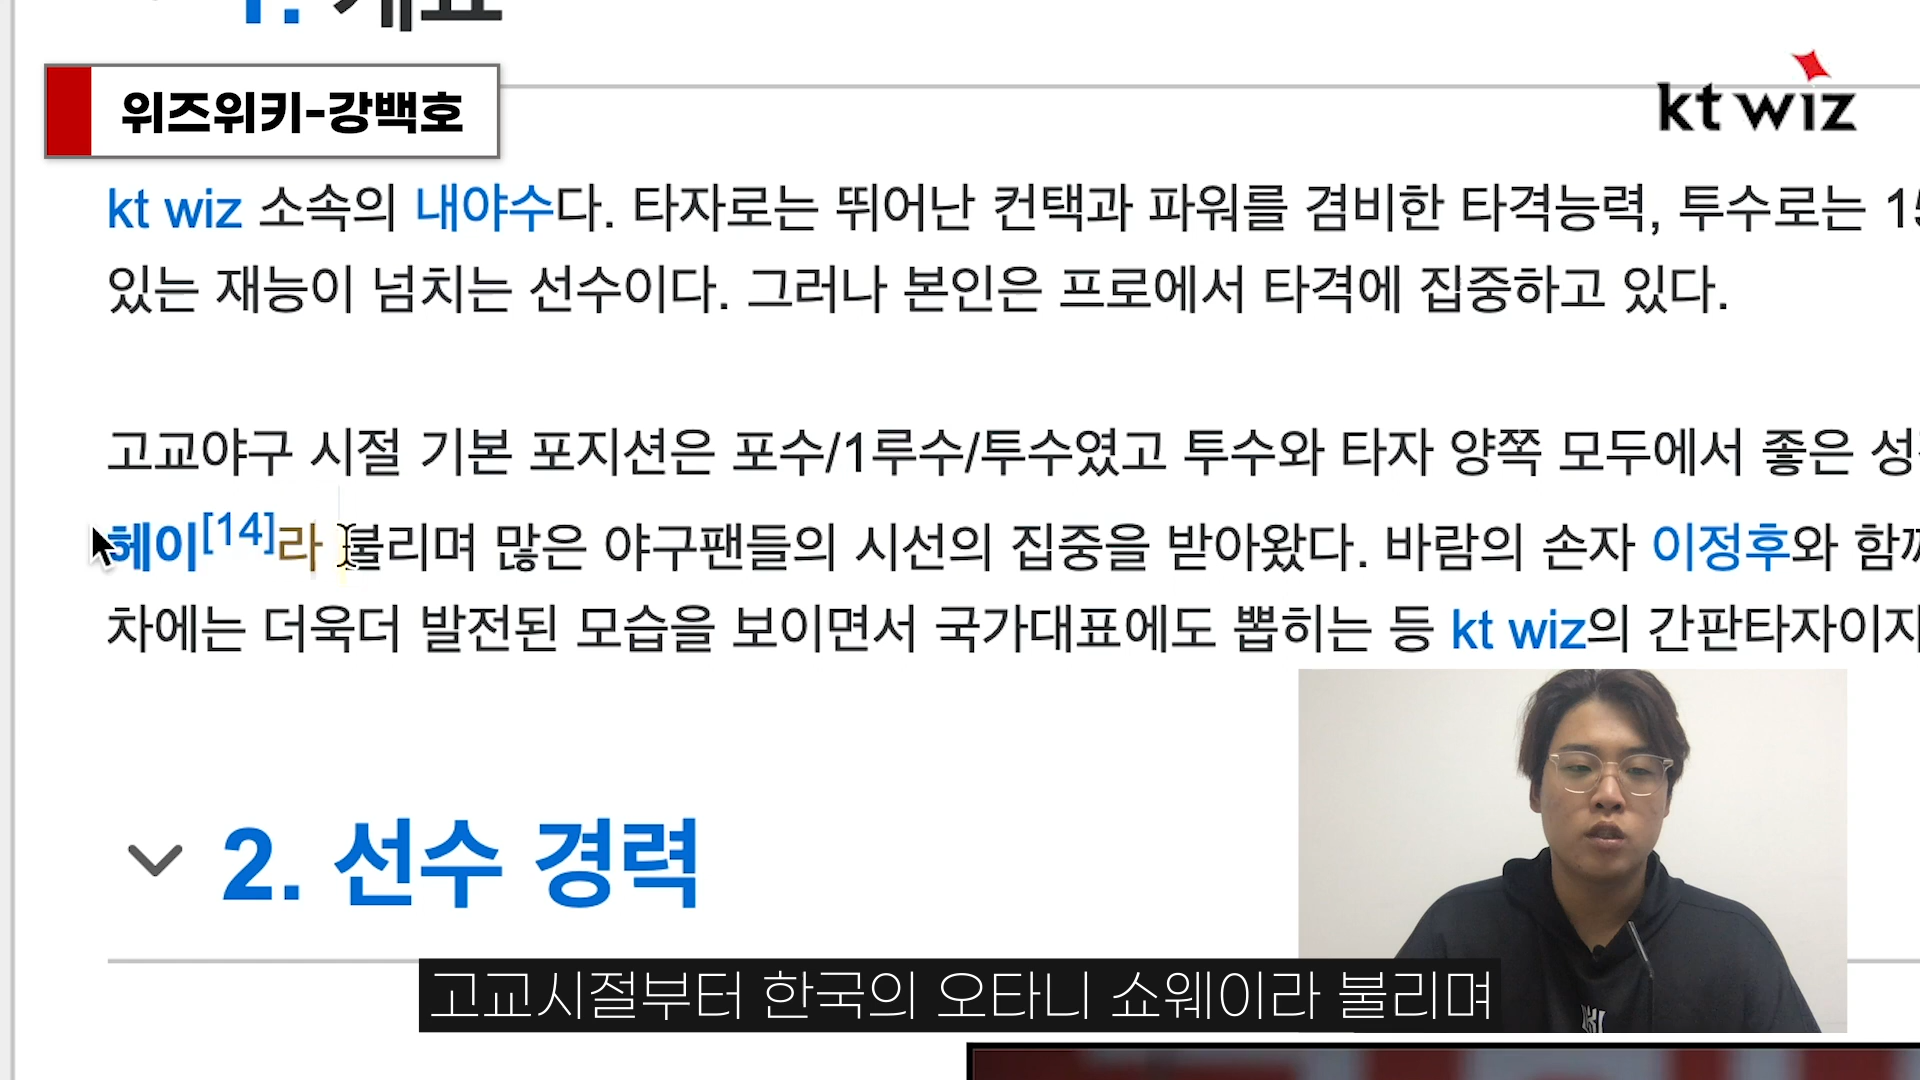 1. 개요
위즈위키-강백호
kt wiz
kt wiz 소속의 내야수다. 타자로는 뛰어난 컨택과 파워를 겸비한 타격능력, 투수로는 15
있는 재능이 넘치는 선수이다. 그러나 본인은 프로에서 타격에 집중하고 있다.
고교야구 시절 기본 포지션은 포수/1루수/투수였고 투수와 타자 양쪽 모두에서 좋은
헤이[14]라 불리며 많은 야구팬들의 시선의 집중을 받아왔다. 바람의 손자 이정후와 함께
차에는 더욱더 발전된 모습을 보이면서 국가대표에도 뽑히는 등 kt wiz의 간판타자이자
2. 선수 경력
고교시절부터 한국의 오타니 쇼웨이라 불리며